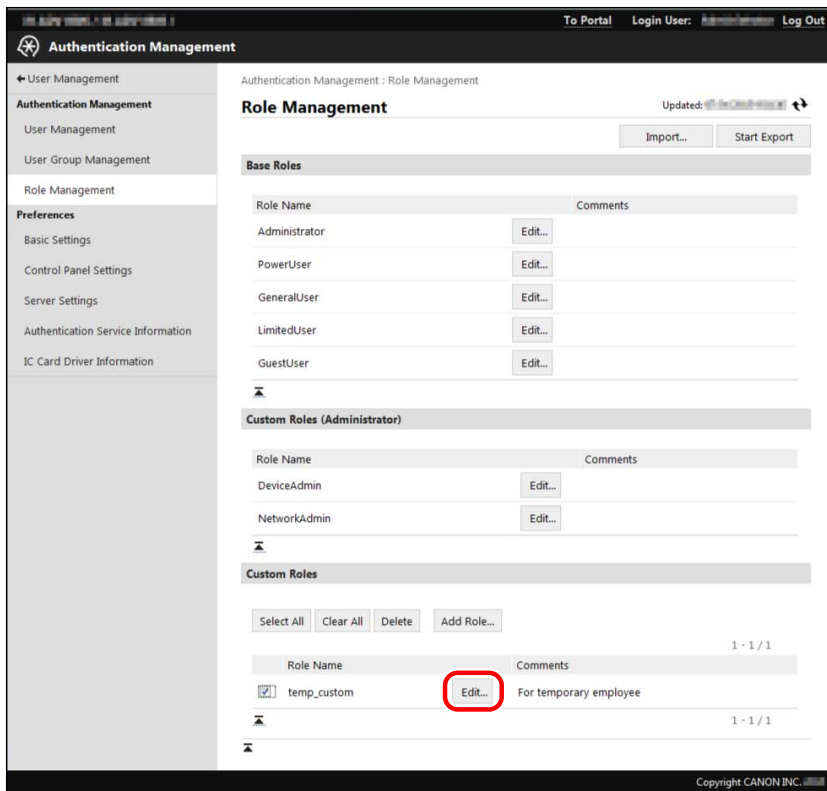 To Portal Login User: Log Out
Authentication Management
User Management
Authentication Management
User Management
User Group Management
Role Management
Preferences
Basic Settings
Control Panel Settings
Server Settings
Authentication Service Information
IC Card Driver Information
Authentication Management : Role Management
Role Management Updated:
Import... Start Export
Base Roles
Role Name Comments
Administrator Edit...
PowerUser Edit...
GeneralUser Edit...
LimitedUser Edit...
GuestUser Edit...
Custom Roles (Administrator)
Role Name Comments
DeviceAdmin Edit...
NetworkAdmin Edit...
Custom Roles
Select All Clear All Delete Add Role...
1 - 1 / 1
Role Name Comments
temp_custom Edit... For temporary employee
1 - 1 / 1
Copyright CANON INC.